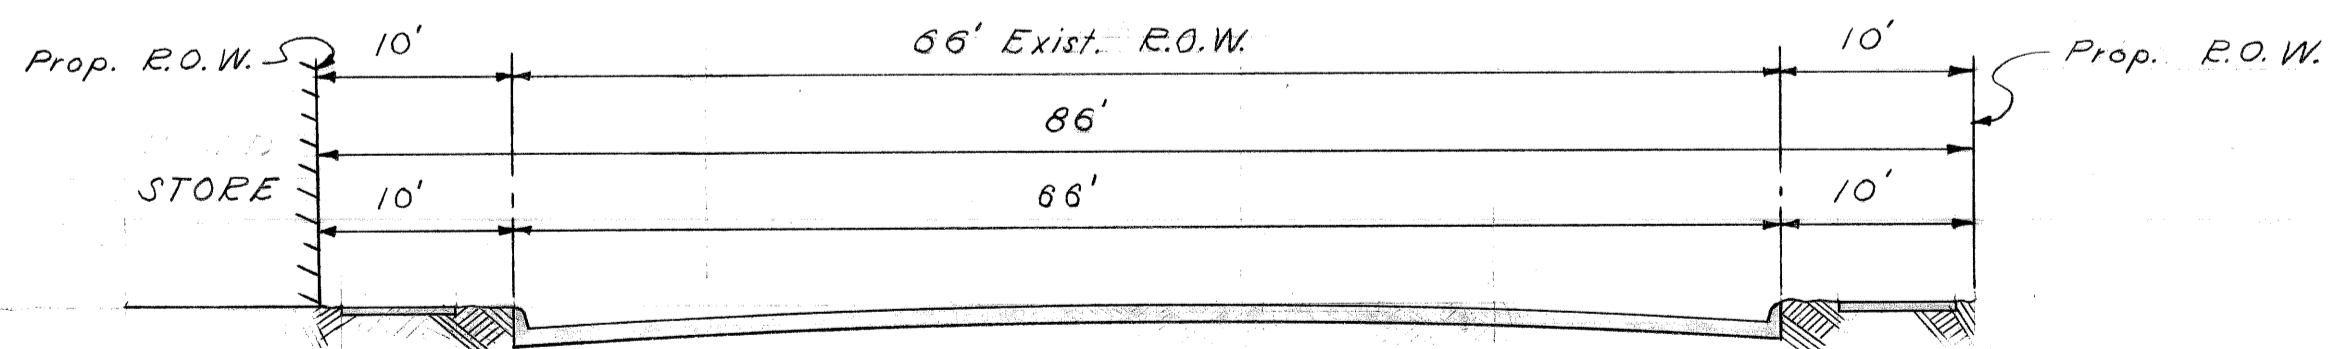 Prop. R.O.W. 10' 66' Exist. R.O.W. 10' Prop. R.O.W.
86'
STORE 10' 66' 10'